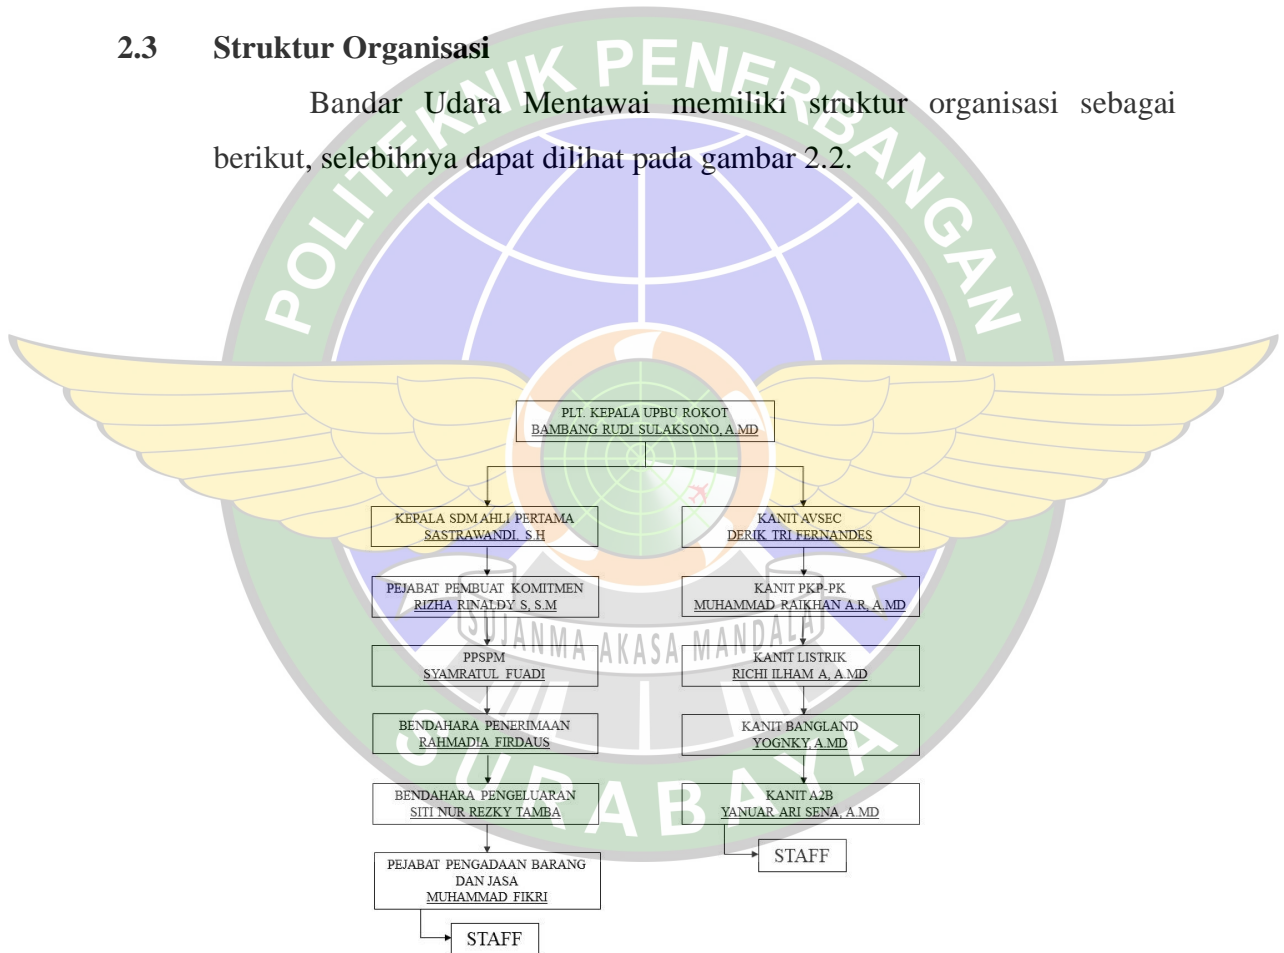 2.3 Struktur Organisasi
Bandar Udara Mentawai memiliki struktur organisasi sebagai
berikut, selebihnya dapat dilihat pada gambar 2.2.
POLITEKNIK PENERBANGAN
PLT. KEPALA UPBU ROKOT
BAMBANG RUDI SULAKSONO, A.MD
KEPALA SDM AHLI PERTAMA
SASTRAWANDI, S.H
PEJABAT PEMBUAT KOMITMEN
RIZHA RINALDY S, S.M
PPSPM
SYAMRATUL FUADI
BENDAHARA PENERIMAAN
RAHMADIA FIRDAUS
BENDAHARA PENGELUARAN
SITI NUR REZKY TAMBA
PEJABAT PENGADAAN BARANG
DAN JASA
MUHAMMAD FIKRI
STAFF
KANIT AVSEC
DERIK TRI FERNANDES
KANIT PKP-PK
MUHAMMAD RAIKHAN A.R, A.MD
KANIT LISTRIK
RICHI ILHAM A, A.MD
KANIT BANGLAND
YOGNKY, A.MD
KANIT A2B
YANUAR ARI SENA, A.MD
STAFF
SUJANMA AKASA MANDALA
SURABAYA